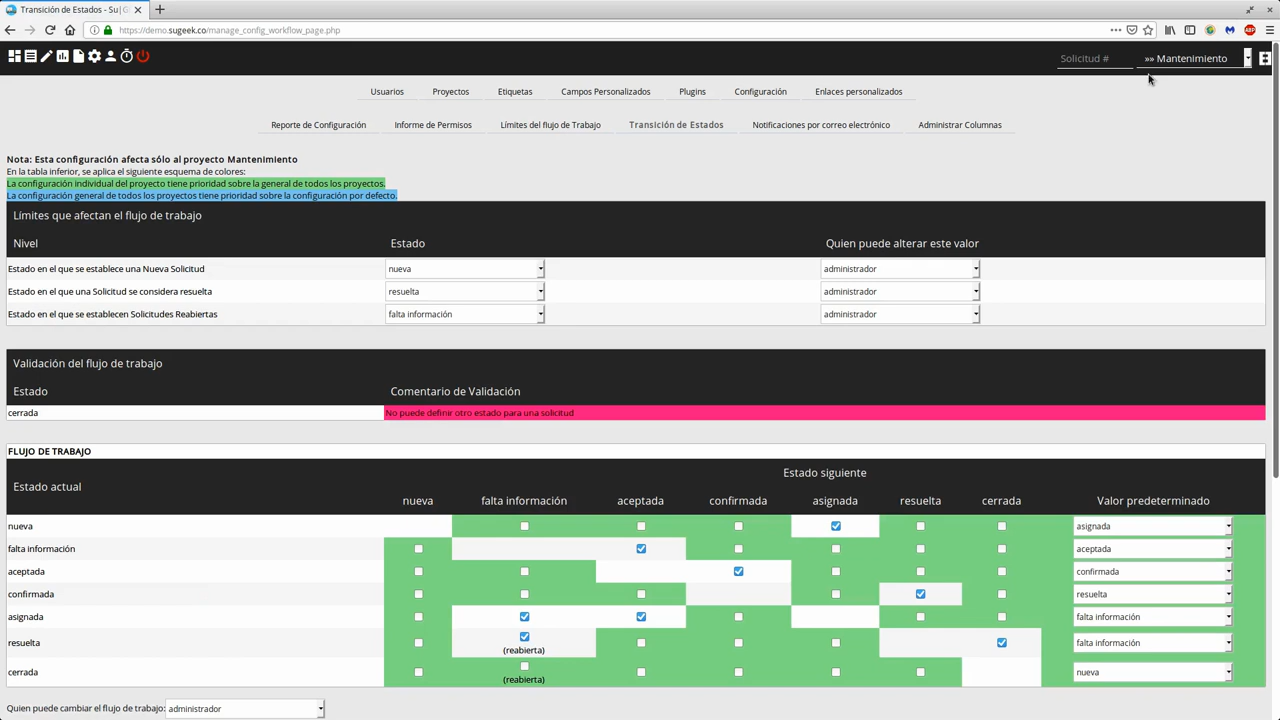 Transición de Estados - Su|G
https://demo.sugeek.co/manage_config_workflow_page.php
Solicitud #
»» Mantenimiento
Usuarios Proyectos Etiquetas Campos Personalizados Plugins Configuración Enlaces personalizados
Reporte de Configuración Informe de Permisos Límites del flujo de Trabajo Transición de Estados Notificaciones por correo electrónico Administrar Columnas
Nota: Esta configuración afecta sólo al proyecto Mantenimiento
En la tabla inferior, se aplica el siguiente esquema de colores:
La configuración individual del proyecto tiene prioridad sobre la general de todos los proyectos.
La configuración general de todos los proyectos tiene prioridad sobre la configuración por defecto.
Límites que afectan el flujo de trabajo
Nivel Estado Quien puede alterar este valor
Estado en el que se establece una Nueva Solicitud nueva administrador
Estado en el que una Solicitud se considera resuelta resuelta administrador
Estado en el que se establecen Solicitudes Reabiertas falta información administrador
Validación del flujo de trabajo
Estado Comentario de Validación
cerrada No puede definir otro estado para una solicitud
FLUJO DE TRABAJO
Estado siguiente
Estado actual
nueva falta información aceptada confirmada asignada resuelta cerrada Valor predeterminado
nueva asignada
falta información aceptada
aceptada confirmada
confirmada resuelta
asignada falta información
resuelta (reabierta) falta información
cerrada (reabierta) nueva
Quien puede cambiar el flujo de trabajo: administrador